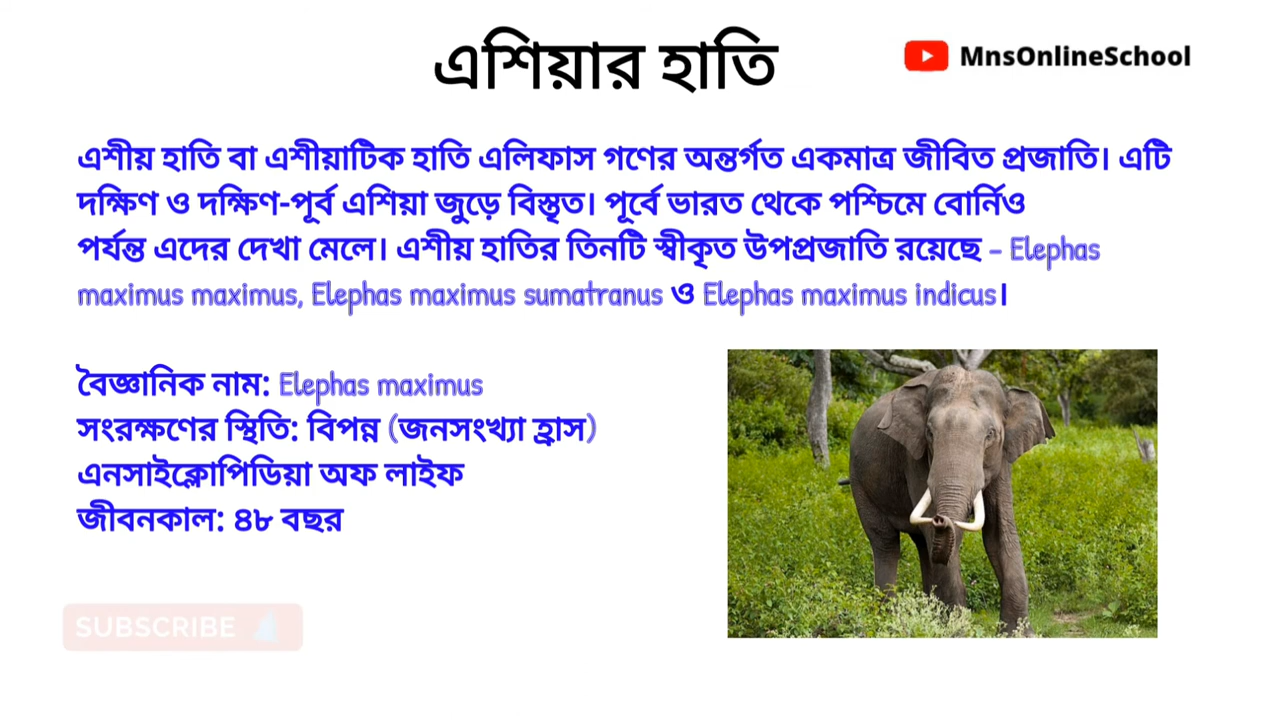 এশিয়ার হাতি
MnsOnlineSchool
এশীয় হাতি বা এশীয়াটিক হাতি এলিফাস গণের অন্তর্গত একমাত্র জীবিত প্রজাতি। এটি
দক্ষিণ ও দক্ষিণ-পূর্ব এশিয়া জুড়ে বিস্তৃত। পূর্বে ভারত থেকে পশ্চিমে বোর্নিও
পর্যন্ত এদের দেখা মেলে। এশীয় হাতির তিনটি স্বীকৃত উপপ্রজাতি রয়েছে – Elephas
maximus maximus, Elephas maximus sumatranus ও Elephas maximus indicus।
বৈজ্ঞানিক নাম: Elephas maximus
সংরক্ষণের স্থিতি: বিপন্ন (জনসংখ্যা হ্রাস)
এনসাইক্লোপিডিয়া অফ লাইফ
জীবনকাল: ৪৮ বছর
SUBSCRIBE